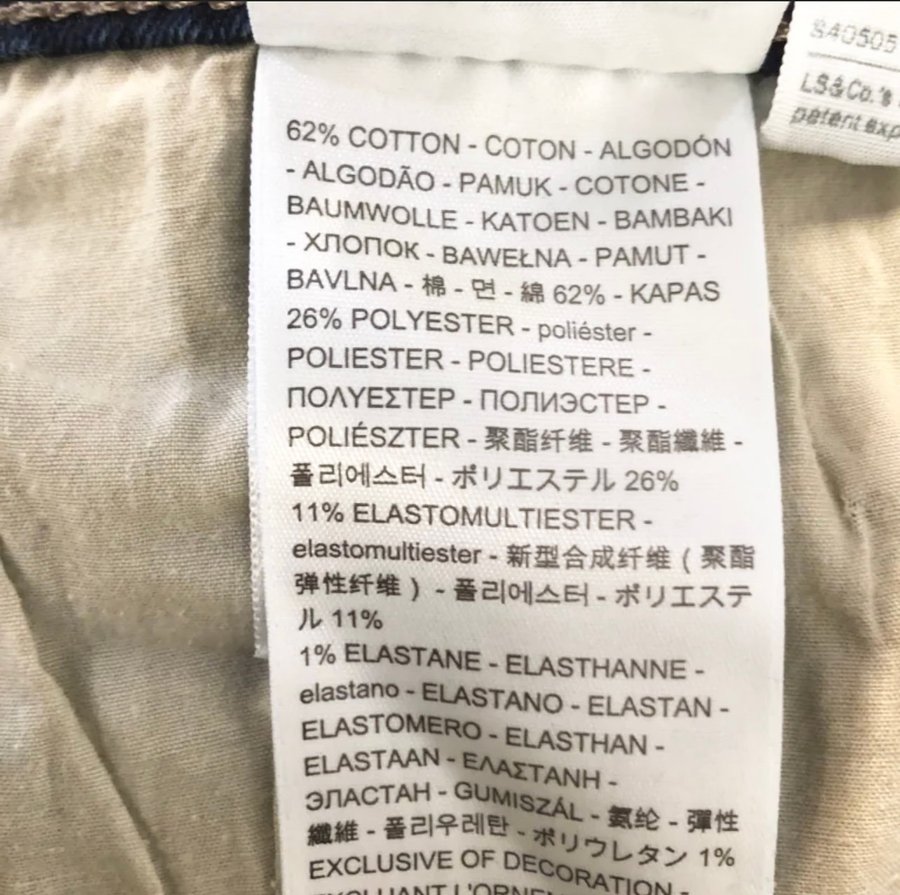 62% COTTON - COTON - ALGODÓN
- ALGODÃO - PAMUK - COTONE -
BAUMWOLLE - KATOEN - BAMBAKI
- ХЛОПОК - BAWEŁNA - PAMUT -
BAVLNA - 棉 - 면 - 綿 62% - KAPAS
26% POLYESTER - poliéster -
POLIESTER - POLIESTERE -
ΠΟΛΥΕΣΤΕΡ - ПОЛИЭСТЕР -
POLIÉSZTER - 聚酯纤维 - 聚酯纖維 -
폴리에스터 - ポリエステル 26%
11% ELASTOMULTIESTER -
elastomultiester - 新型合成纤维 ( 聚酯
弹性纤维 ) - 폴리에스터 - ポリエステ
ル 11%
1% ELASTANE - ELASTHANNE -
elastano - ELASTANO - ELASTAN -
ELASTOMERO - ELASTHAN -
ELASTAAN - ΕΛΑΣΤΑΝΗ -
ЭЛАСТАН - GUMISZÁL - 氨纶 - 彈性
纖維 - 폴리우레탄 - ポリウレタン 1%
EXCLUSIVE OF DECORATION -
S40505
LS&Co.'s
patent exp